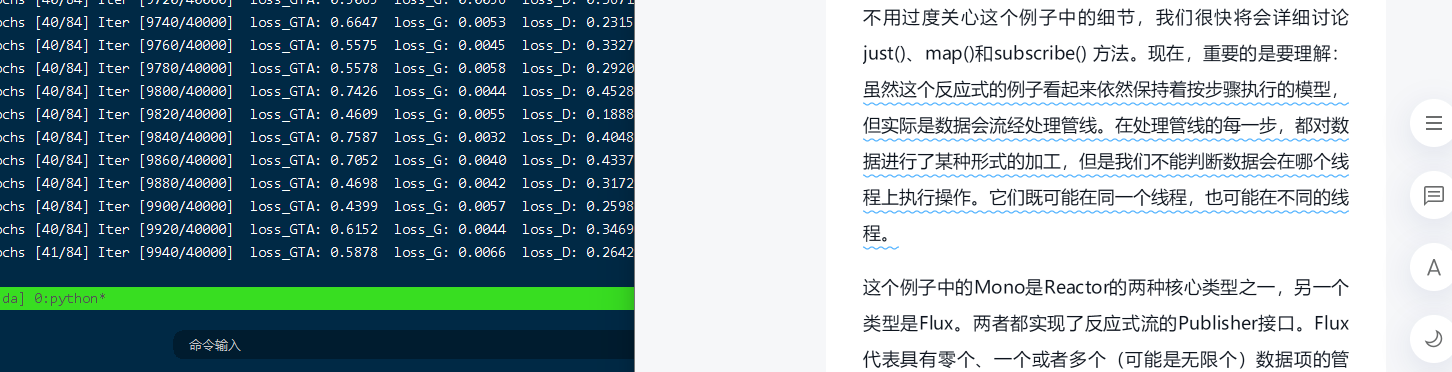 ochs [40/84] Iter [9740/40000]  loss_GTA: 0.6647  loss_G: 0.0053  loss_D: 0.2315
ochs [40/84] Iter [9760/40000]  loss_GTA: 0.5575  loss_G: 0.0045  loss_D: 0.3327
ochs [40/84] Iter [9780/40000]  loss_GTA: 0.5578  loss_G: 0.0058  loss_D: 0.2920
ochs [40/84] Iter [9800/40000]  loss_GTA: 0.7426  loss_G: 0.0044  loss_D: 0.4528
ochs [40/84] Iter [9820/40000]  loss_GTA: 0.4609  loss_G: 0.0055  loss_D: 0.1888
ochs [40/84] Iter [9840/40000]  loss_GTA: 0.7587  loss_G: 0.0032  loss_D: 0.4048
ochs [40/84] Iter [9860/40000]  loss_GTA: 0.7052  loss_G: 0.0040  loss_D: 0.4337
ochs [40/84] Iter [9880/40000]  loss_GTA: 0.4698  loss_G: 0.0042  loss_D: 0.3172
ochs [40/84] Iter [9900/40000]  loss_GTA: 0.4399  loss_G: 0.0057  loss_D: 0.2598
ochs [40/84] Iter [9920/40000]  loss_GTA: 0.6152  loss_G: 0.0044  loss_D: 0.3469
ochs [41/84] Iter [9940/40000]  loss_GTA: 0.5878  loss_G: 0.0066  loss_D: 0.2642
da] 0:python*
命令输入
不用过度关心这个例子中的细节，我们很快将会详细讨论
just()、map()和subscribe() 方法。现在，重要的是要理解：
虽然这个反应式的例子看起来依然保持着按步骤执行的模型，
但实际是数据会流经处理管线。在处理管线的每一步，都对数
据进行了某种形式的加工，但是我们不能判断数据会在哪个线
程上执行操作。它们既可能在同一个线程，也可能在不同的线
程。
这个例子中的Mono是Reactor的两种核心类型之一，另一个
类型是Flux。两者都实现了反应式流的Publisher接口。Flux
代表具有零个、一个或者多个（可能是无限个）数据项的管
A